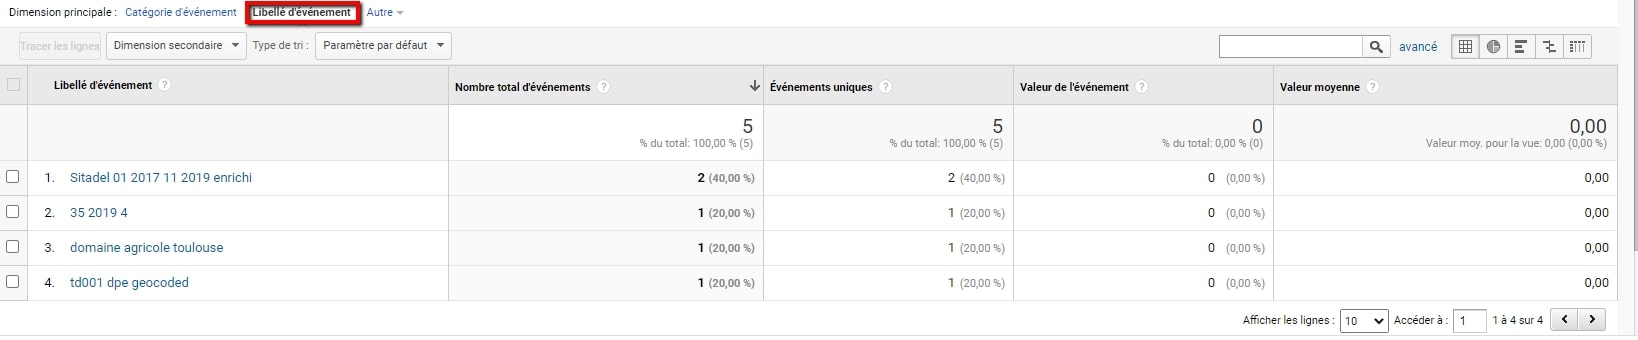 Dimension principale : Catégorie d'événement Libellé d'événement Autre
Tracer les lignes Dimension secondaire Type de tri : Paramètre par défaut avancé
Libellé d'événement ? Nombre total d'événements ? Événements uniques ? Valeur de l'événement ? Valeur moyenne ?
5 5 0 0,00
% du total: 100,00 % (5) % du total: 100,00 % (5) % du total: 0,00 % (0) Valeur moy. pour la vue: 0,00 (0,00 %)
1. Sitadel 01 2017 11 2019 enrichi 2 (40,00 %) 2 (40,00 %) 0 (0,00 %) 0,00
2. 35 2019 4 1 (20,00 %) 1 (20,00 %) 0 (0,00 %) 0,00
3. domaine agricole toulouse 1 (20,00 %) 1 (20,00 %) 0 (0,00 %) 0,00
4. td001 dpe geocoded 1 (20,00 %) 1 (20,00 %) 0 (0,00 %) 0,00
Afficher les lignes : 10 Accéder à : 1 1 à 4 sur 4